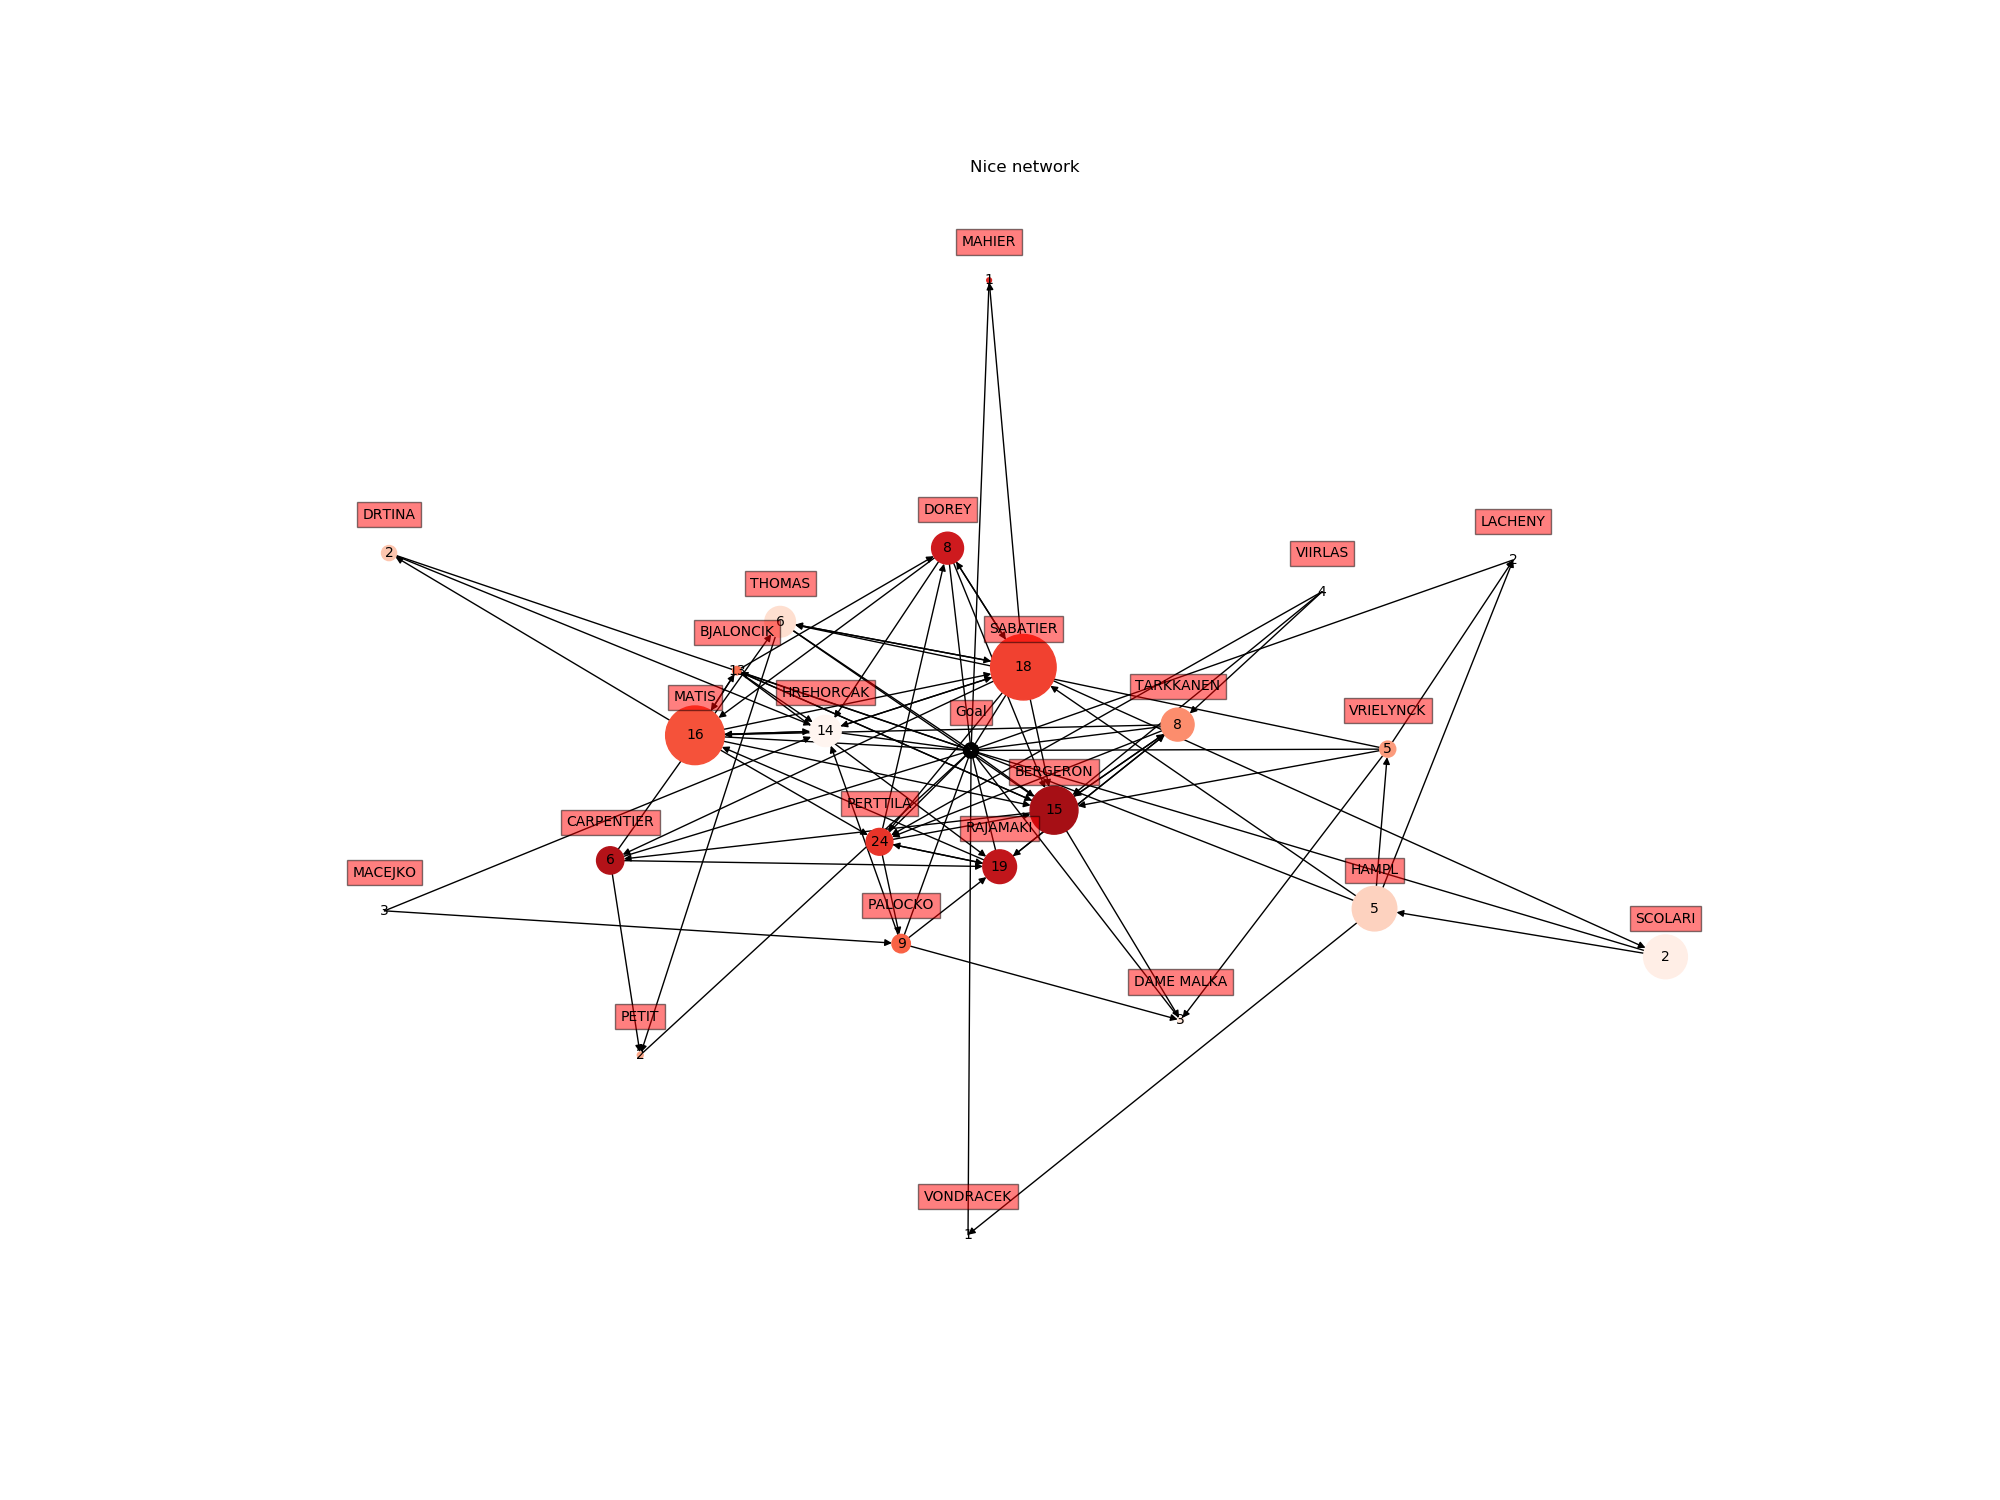 Nice network
MAHIER
1
DOREY
8
DRTINA
2
LACHENY
2
VIIRLAS
4
THOMAS
6
BJALONCIK
13
SABATIER
18
MATIS
16
HREHORCAK
14
TARKKANEN
8
Goal
VRIELYNCK
5
BERGERON
15
PERTTILA
24
RAJAMAKI
19
CARPENTIER
6
MACEJKO
3
HAMPL
5
PALOCKO
9
SCOLARI
2
DAME MALKA
3
PETIT
2
VONDRACEK
1